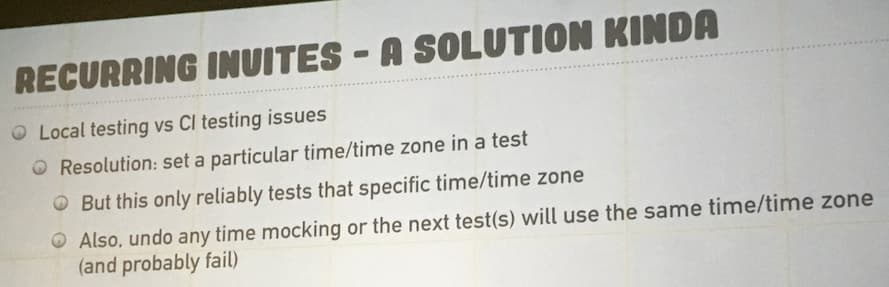 RECURRING INVITES - A SOLUTION KINDA
Local testing vs CI testing issues
Resolution: set a particular time/time zone in a test
But this only reliably tests that specific time/time zone
Also, undo any time mocking or the next test(s) will use the same time/time zone
(and probably fail)